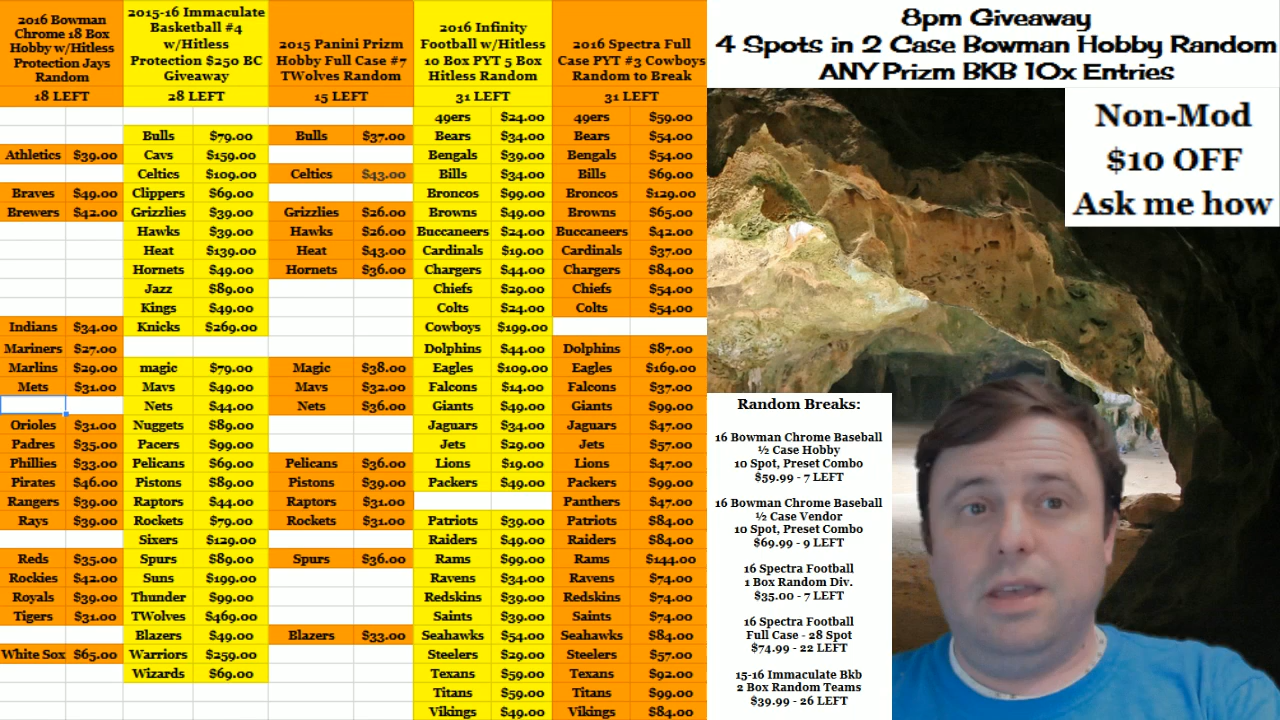 2016 Bowman
Chrome 18 Box
Hobby w/Hitless
Protection Jays
Random
18 LEFT
Athletics $39.00
Braves $49.00
Brewers $42.00
Indians $34.00
Mariners $27.00
Marlins $29.00
Mets $31.00
Orioles $31.00
Padres $35.00
Phillies $33.00
Pirates $46.00
Rangers $39.00
Rays $39.00
Reds $35.00
Rockies $42.00
Royals $39.00
Tigers $31.00
White Sox $65.00
2015-16 Immaculate
Basketball #4
w/Hitless
Protection $250 BC
Giveaway
28 LEFT
Bulls $79.00
Cavs $159.00
Celtics $109.00
Clippers $69.00
Grizzlies $39.00
Hawks $39.00
Heat $139.00
Hornets $49.00
Jazz $89.00
Kings $49.00
Knicks $269.00
magic $79.00
Mavs $49.00
Nets $44.00
Nuggets $89.00
Pacers $99.00
Pelicans $69.00
Pistons $89.00
Raptors $44.00
Rockets $79.00
Sixers $129.00
Spurs $89.00
Suns $199.00
Thunder $99.00
TWolves $469.00
Blazers $49.00
Warriors $259.00
Wizards $69.00
2015 Panini Prizm
Hobby Full Case #7
TWolves Random
15 LEFT
Bulls $37.00
Celtics $43.00
Grizzlies $26.00
Hawks $26.00
Heat $43.00
Hornets $36.00
Magic $38.00
Mavs $32.00
Nets $36.00
Pelicans $36.00
Pistons $39.00
Raptors $31.00
Rockets $31.00
Spurs $36.00
Blazers $33.00
2016 Infinity
Football w/Hitless
10 Box PYT 5 Box
Hitless Random
31 LEFT
49ers $24.00
Bears $34.00
Bengals $39.00
Bills $34.00
Broncos $99.00
Browns $49.00
Buccaneers $24.00
Cardinals $19.00
Chargers $44.00
Chiefs $29.00
Colts $24.00
Cowboys $199.00
Dolphins $44.00
Eagles $109.00
Falcons $14.00
Giants $49.00
Jaguars $34.00
Jets $29.00
Lions $19.00
Packers $49.00
Patriots $39.00
Raiders $49.00
Rams $99.00
Ravens $34.00
Redskins $39.00
Saints $39.00
Seahawks $54.00
Steelers $29.00
Texans $59.00
Titans $59.00
Vikings $49.00
2016 Spectra Full
Case PYT #3 Cowboys
Random to Break
31 LEFT
49ers $59.00
Bears $54.00
Bengals $54.00
Bills $69.00
Broncos $129.00
Browns $65.00
Buccaneers $42.00
Cardinals $37.00
Chargers $84.00
Chiefs $54.00
Colts $54.00
Dolphins $87.00
Eagles $169.00
Falcons $37.00
Giants $99.00
Jaguars $47.00
Jets $57.00
Lions $47.00
Packers $99.00
Panthers $47.00
Patriots $84.00
Raiders $84.00
Rams $144.00
Ravens $74.00
Redskins $74.00
Saints $74.00
Seahawks $84.00
Steelers $57.00
Texans $92.00
Titans $99.00
Vikings $84.00
8pm Giveaway
4 Spots in 2 Case Bowman Hobby Random
ANY Prizm BKB 10x Entries
Non-Mod
$10 OFF
Ask me how
Random Breaks:
16 Bowman Chrome Baseball
½ Case Hobby
10 Spot, Preset Combo
$59.99 - 7 LEFT
16 Bowman Chrome Baseball
½ Case Vendor
10 Spot, Preset Combo
$69.99 - 9 LEFT
16 Spectra Football
1 Box Random Div.
$35.00 - 7 LEFT
16 Spectra Football
Full Case - 28 Spot
$74.99 - 22 LEFT
15-16 Immaculate Bkb
2 Box Random Teams
$39.99 - 26 LEFT